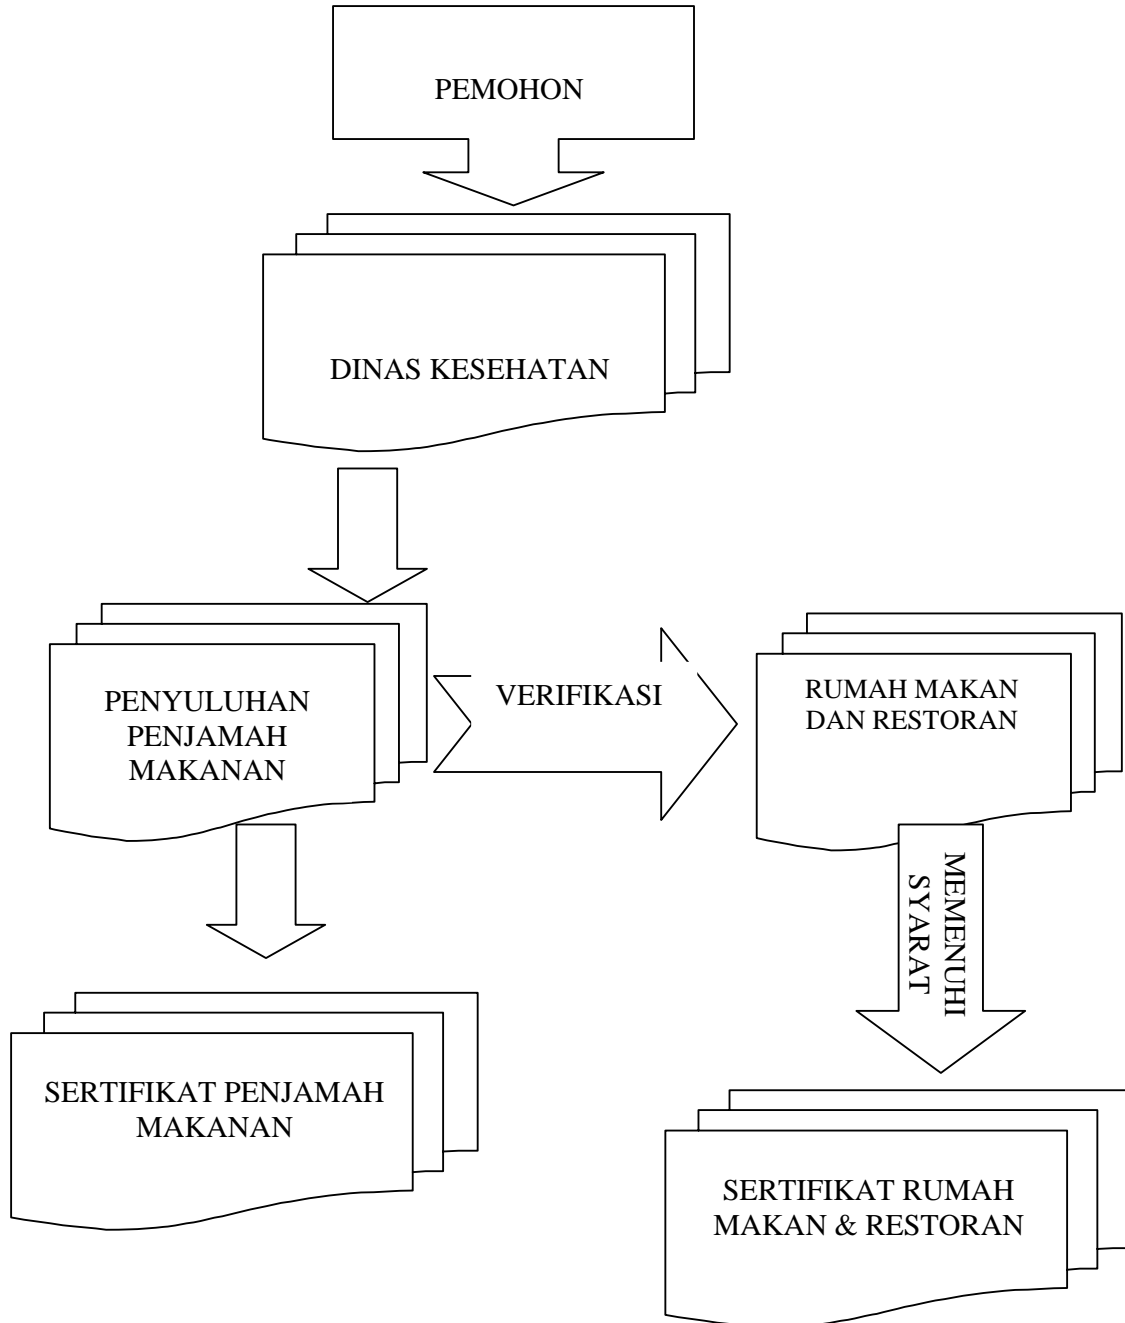 PEMOHON
DINAS KESEHATAN
PENYULUHAN
PENJAMAH
MAKANAN
VERIFIKASI
RUMAH MAKAN
DAN RESTORAN
MEMENUHI
SYARAT
SERTIFIKAT PENJAMAH
MAKANAN
SERTIFIKAT RUMAH
MAKAN & RESTORAN